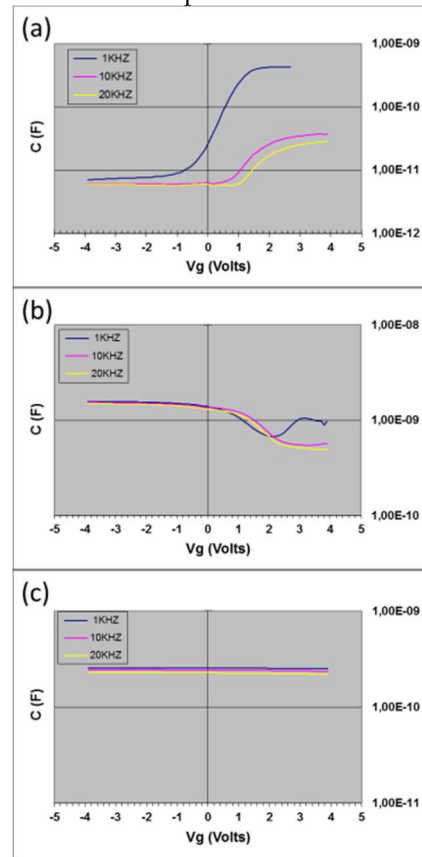 (a)
1KHZ
10KHZ
20KHZ
C (F)
1,00E-09
1,00E-10
1,00E-11
1,00E-12
-5 -4 -3 -2 -1 0 1 2 3 4 5
Vg (Volts)
(b)
1KHZ
10KHZ
20KHZ
C (F)
1,00E-08
1,00E-09
1,00E-10
-5 -4 -3 -2 -1 0 1 2 3 4 5
Vg (Volts)
(c)
1KHZ
10KHZ
20KHZ
C (F)
1,00E-09
1,00E-10
1,00E-11
-5 -4 -3 -2 -1 0 1 2 3 4 5
Vg (Volts)